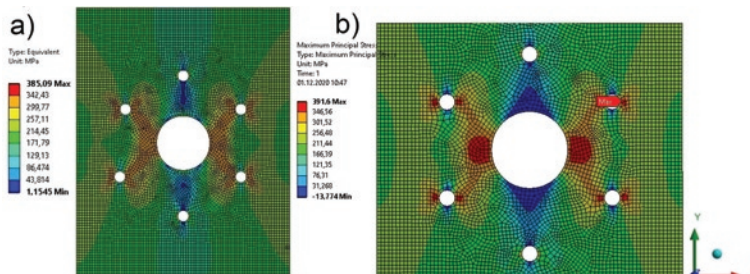 a)
Type: Equivalent
Unit: MPa
385,09 Max
342,43
299,77
257,11
214,45
171,79
129,13
86,474
43,814
1,1545 Min
b)
Maximum Principal Stress
Type: Maximum Principal Stres
Unit: MPa
Time: 1
01.12.2020 10:47
391,6 Max
346,56
301,52
256,48
211,44
166,39
121,35
76,31
31,268
-13,774 Min
Max
Y